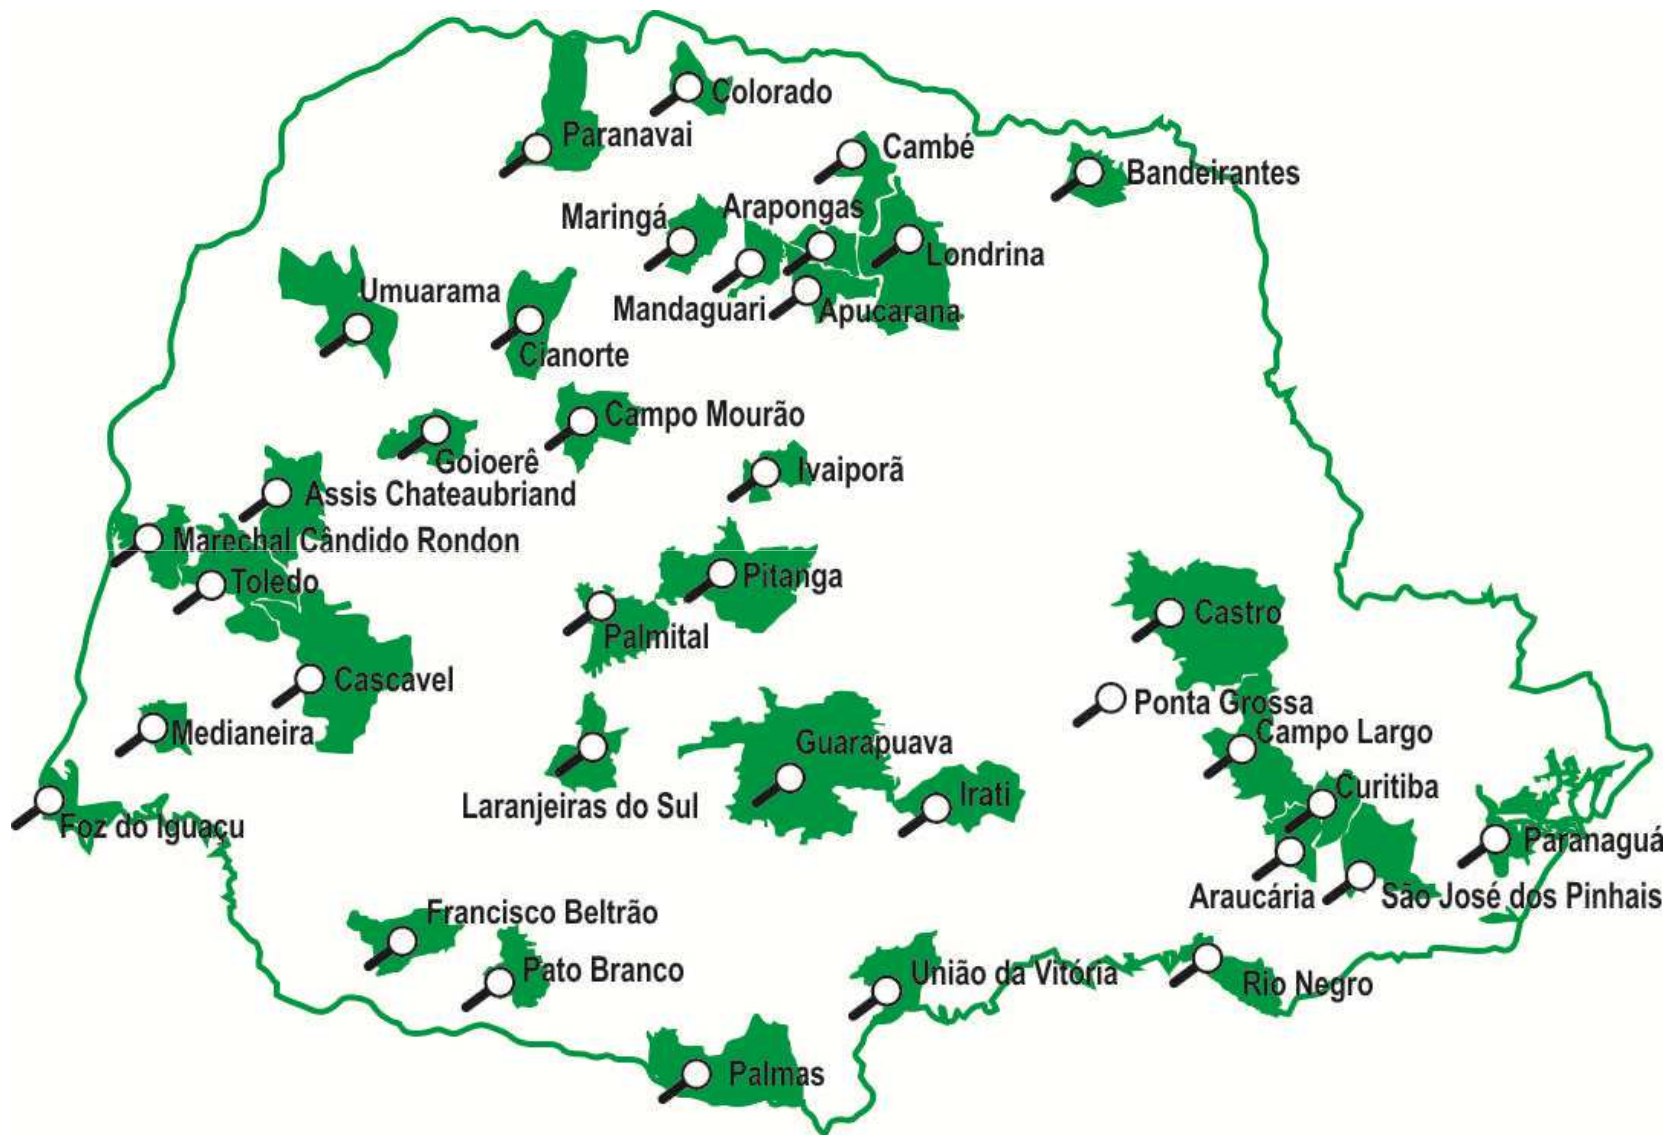 Colorado
Paranavai
Cambé
Bandeirantes
Arapongas
Maringá
Londrina
Umuarama
Mandaguari
Apucarana
Cianorte
Campo Mourão
Goioerê
Ivaiporã
Assis Chateaubriand
Marechal Cândido Rondon
Pitanga
Toledo
Castro
Palmital
Cascavel
Ponta Grossa
Medianeira
Campo Largo
Guarapuava
Curitiba
Irati
Laranjeiras do Sul
Foz do Iguaçu
Paranaguá
Araucária
São José dos Pinhais
Francisco Beltrão
Pato Branco
União da Vitória
Rio Negro
Palmas